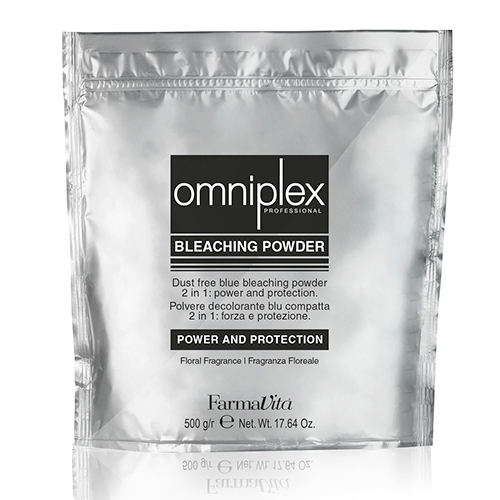 omniplex
PROFESSIONAL
BLEACHING POWDER
Dust free blue bleaching powder
2 in 1: power and protection.
Polvere decolorante blu compatta
2 in 1: forza e protezione.
POWER AND PROTECTION
Floral Fragrance | Fragranza Floreale
FarmaVita
500 g/r ℮ Net. Wt. 17.64 Oz.